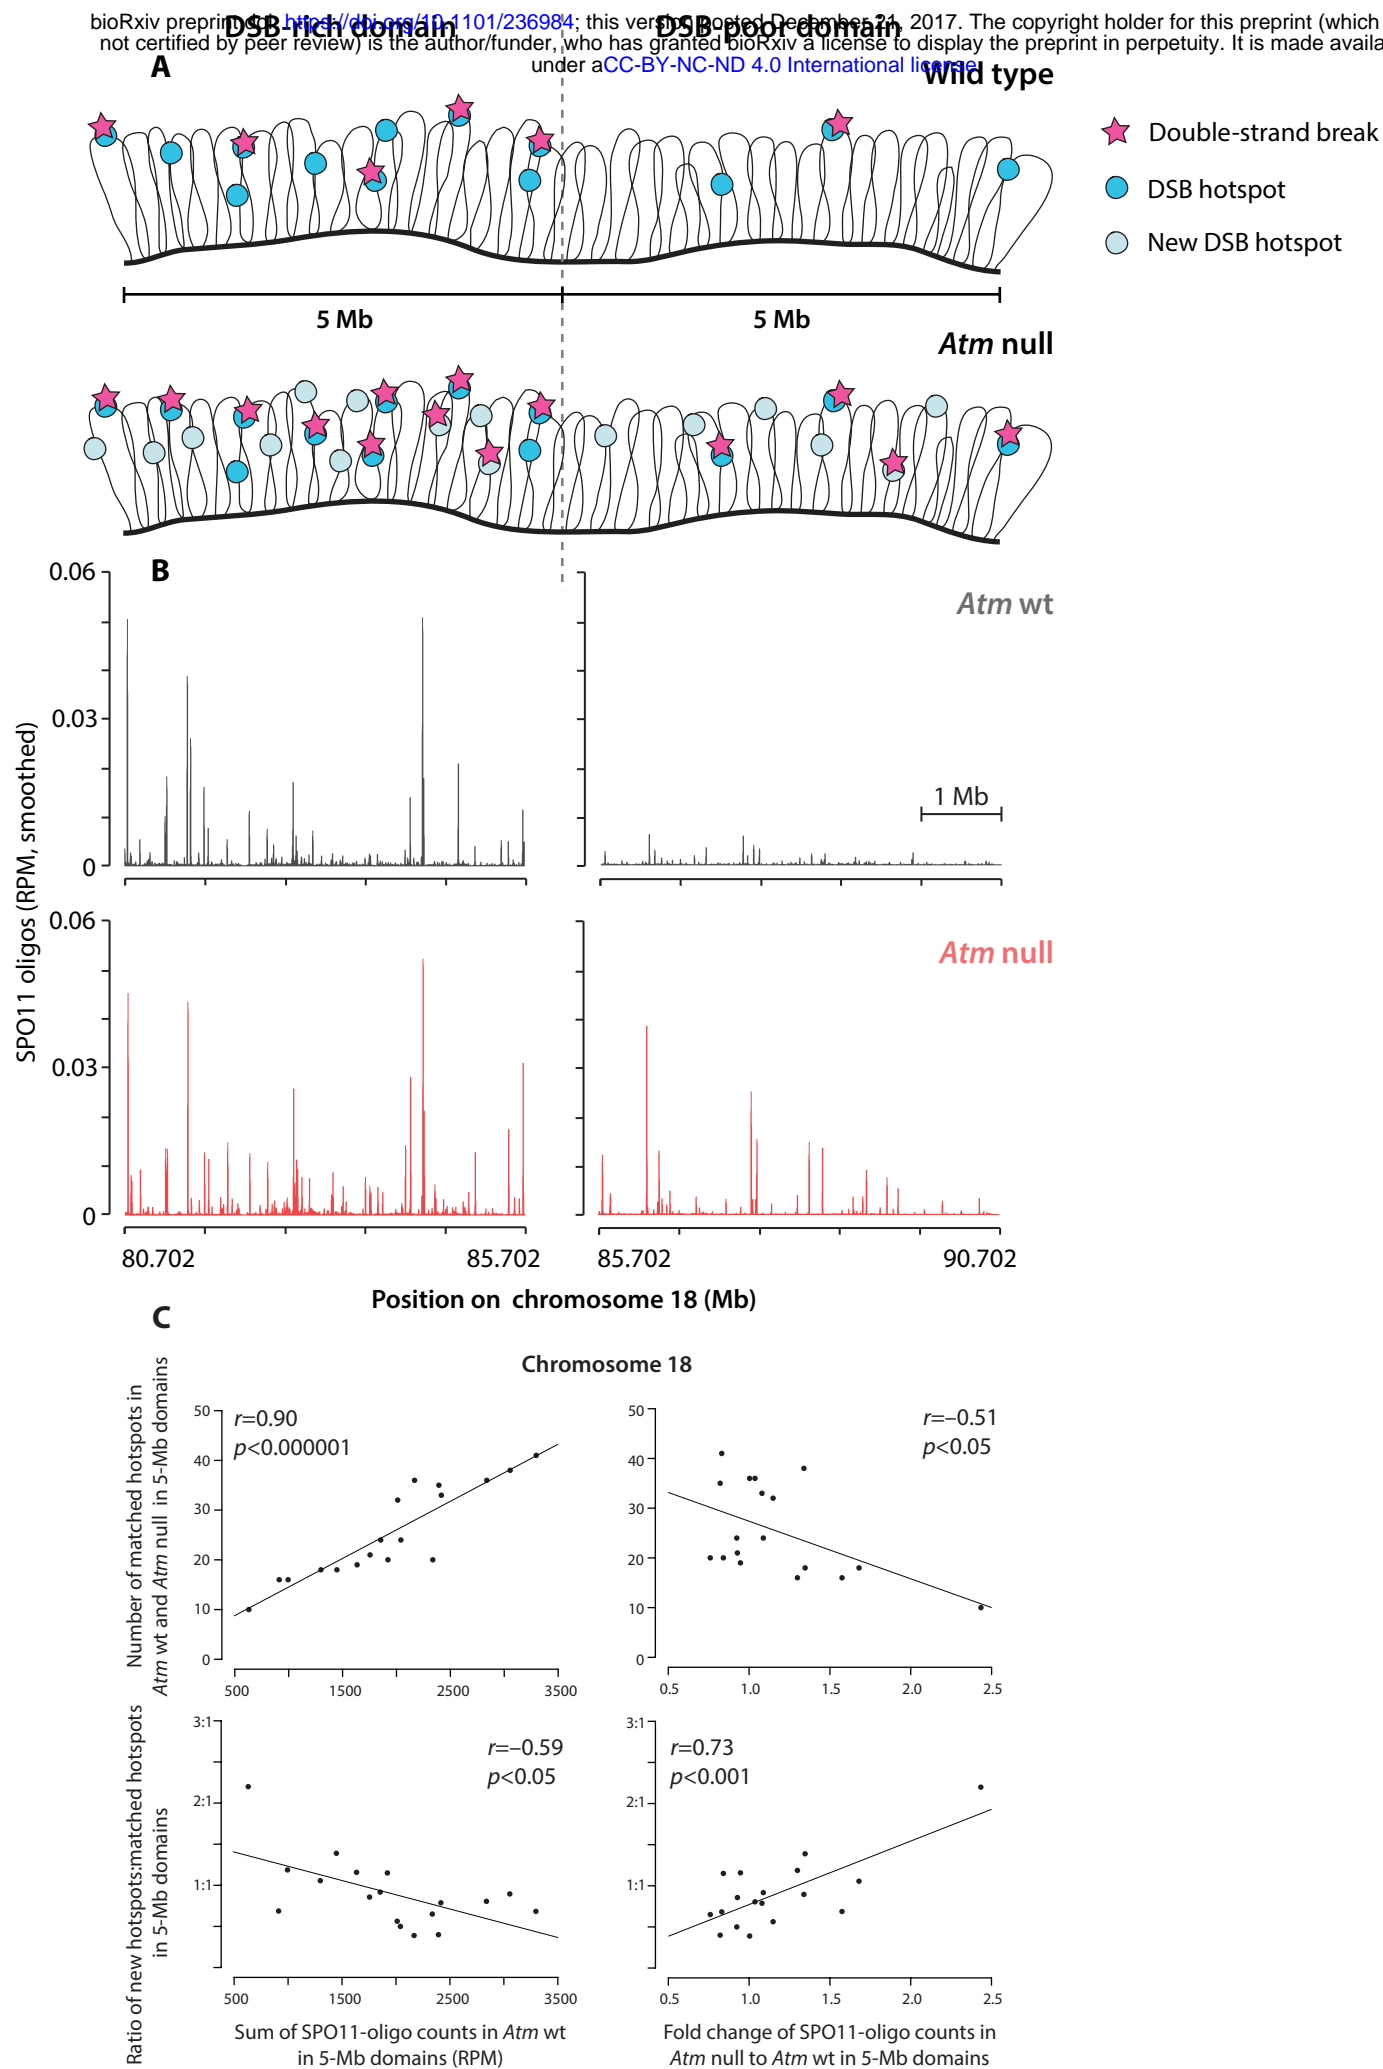 bioRxiv preprint doi: https://doi.org/10.1101/236984; this version posted December 21, 2017. The copyright holder for this preprint (which
not certified by peer review) is the author/funder, who has granted bioRxiv a license to display the preprint in perpetuity. It is made availa
under aCC-BY-NC-ND 4.0 International license.
DSB-rich domain
DSB-poor domain
A
Wild type
Double-strand break
DSB hotspot
New DSB hotspot
5 Mb
5 Mb
Atm null
B
0.06
0.03
0
Atm wt
1 Mb
SPO11 oligos (RPM, smoothed)
0.06
0.03
0
Atm null
80.702
85.702
85.702
90.702
Position on chromosome 18 (Mb)
C
Chromosome 18
Number of matched hotspots in
Atm wt and Atm null in 5-Mb domains
50
40
30
20
10
0
r=0.90
p<0.000001
500
1500
2500
3500
50
40
30
20
10
0
r=−0.51
p<0.05
0.5
1.0
1.5
2.0
2.5
Ratio of new hotspots:matched hotspots
in 5-Mb domains
3:1
2:1
1:1
r=−0.59
p<0.05
500
1500
2500
3500
Sum of SPO11-oligo counts in Atm wt
in 5-Mb domains (RPM)
3:1
2:1
1:1
r=0.73
p<0.001
0.5
1.0
1.5
2.0
2.5
Fold change of SPO11-oligo counts in
Atm null to Atm wt in 5-Mb domains